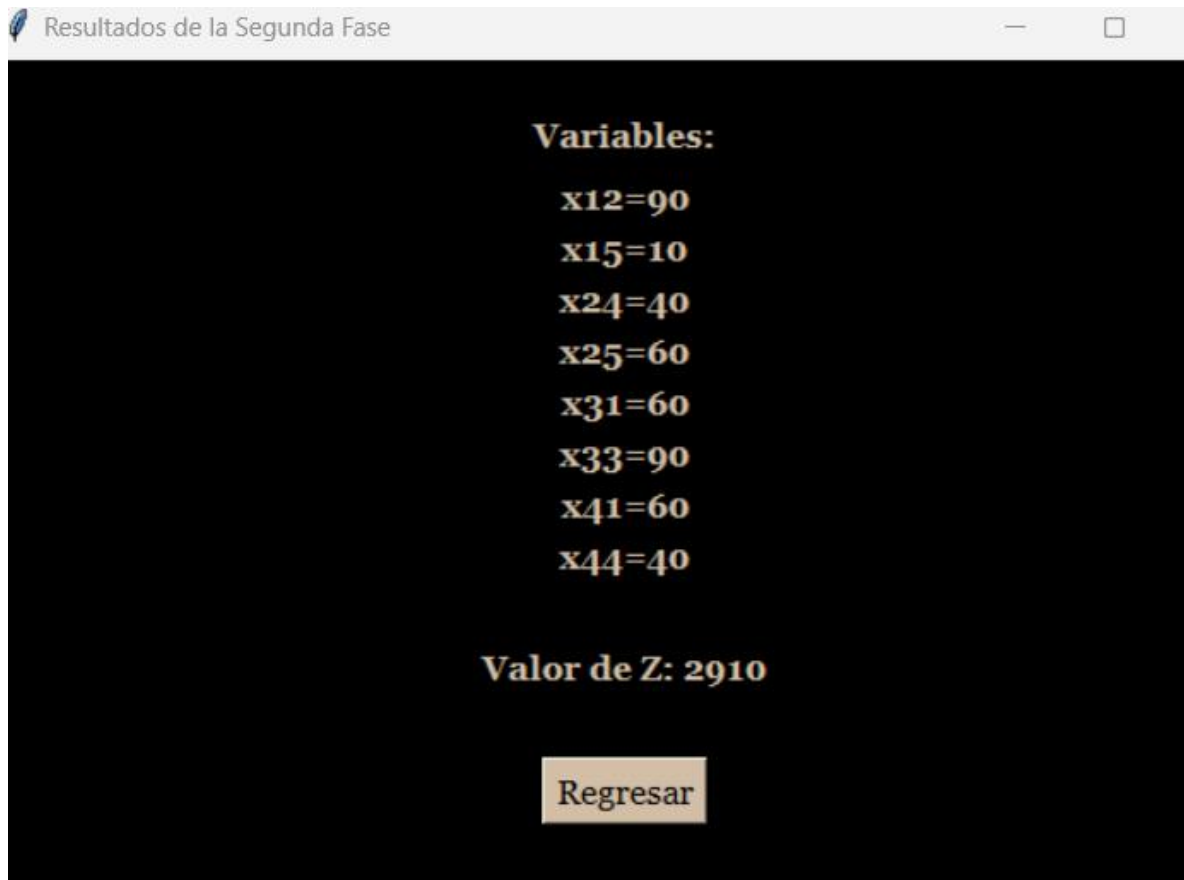 Resultados de la Segunda Fase
Variables:
x12=90
x15=10
x24=40
x25=60
x31=60
x33=90
x41=60
x44=40
Valor de Z: 2910
Regresar